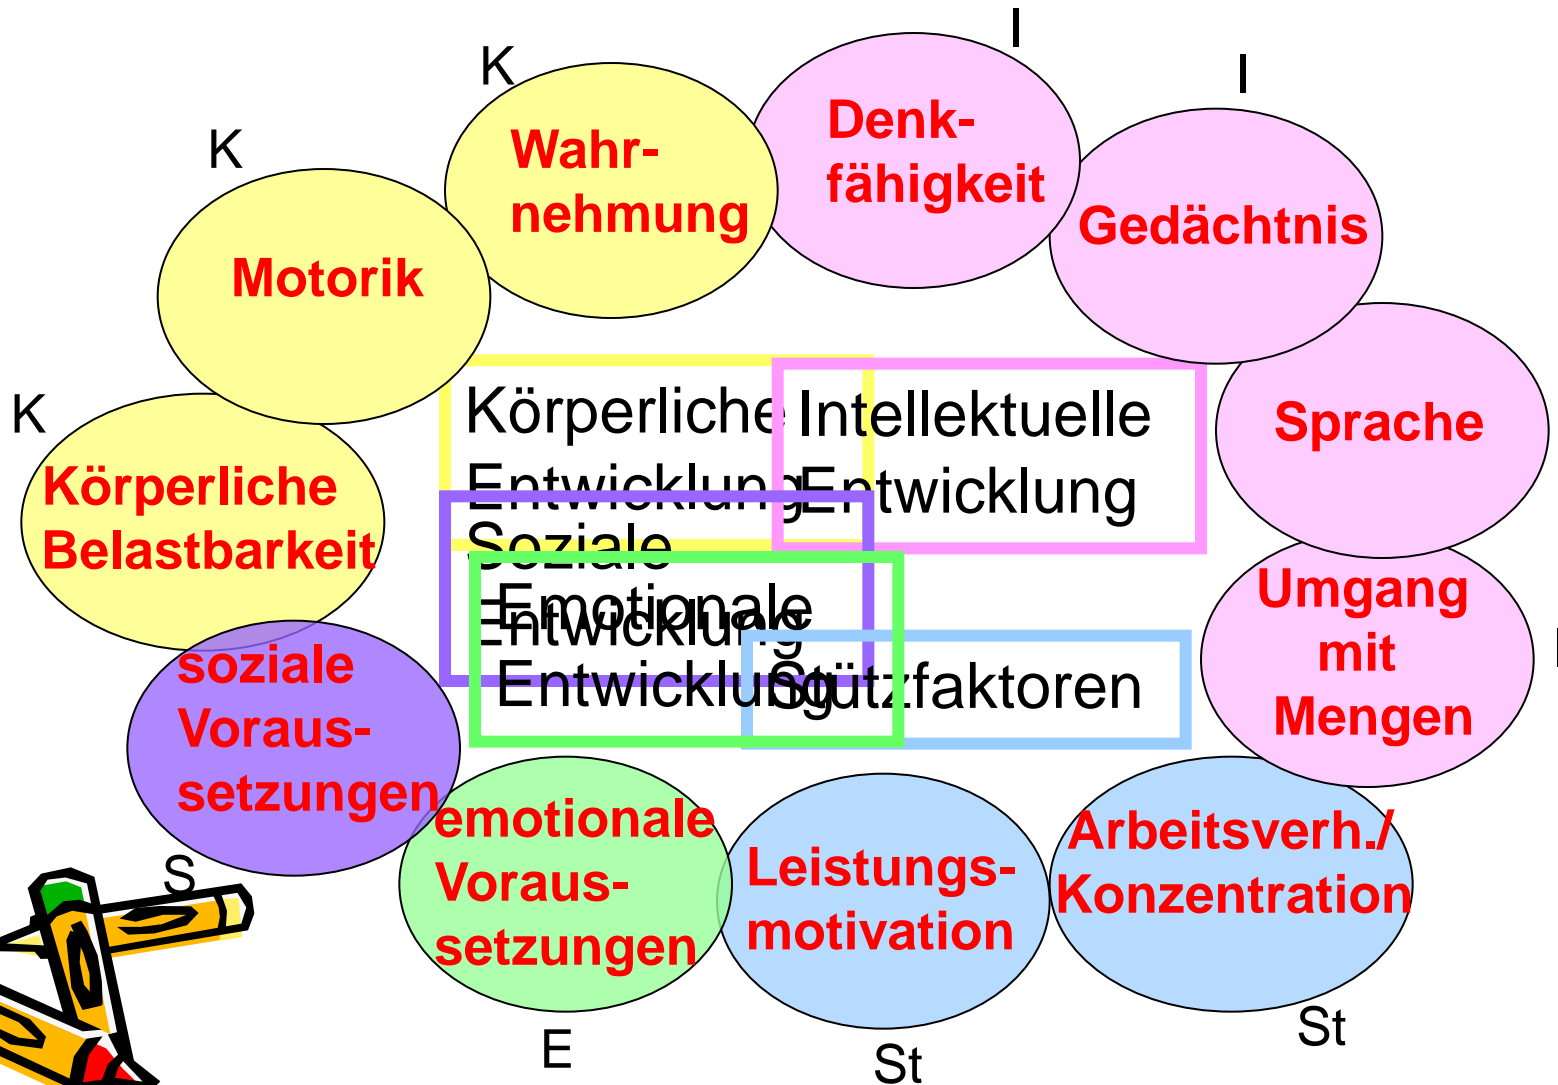 I
K
I
K
Wahr-
nehmung
Denk-
fähigkeit
Gedächtnis
Motorik
K
Körperliche
Belastbarkeit
Körperliche
Entwicklung
Intellektuelle
Entwicklung
Sprache
Soziale
Entwicklung
Emotionale
Entwicklung
Stützfaktoren
Umgang
mit
Mengen
I
soziale
Voraus-
setzungen
S
emotionale
Voraus-
setzungen
E
Leistungs-
motivation
St
Arbeitsverh./
Konzentration
St